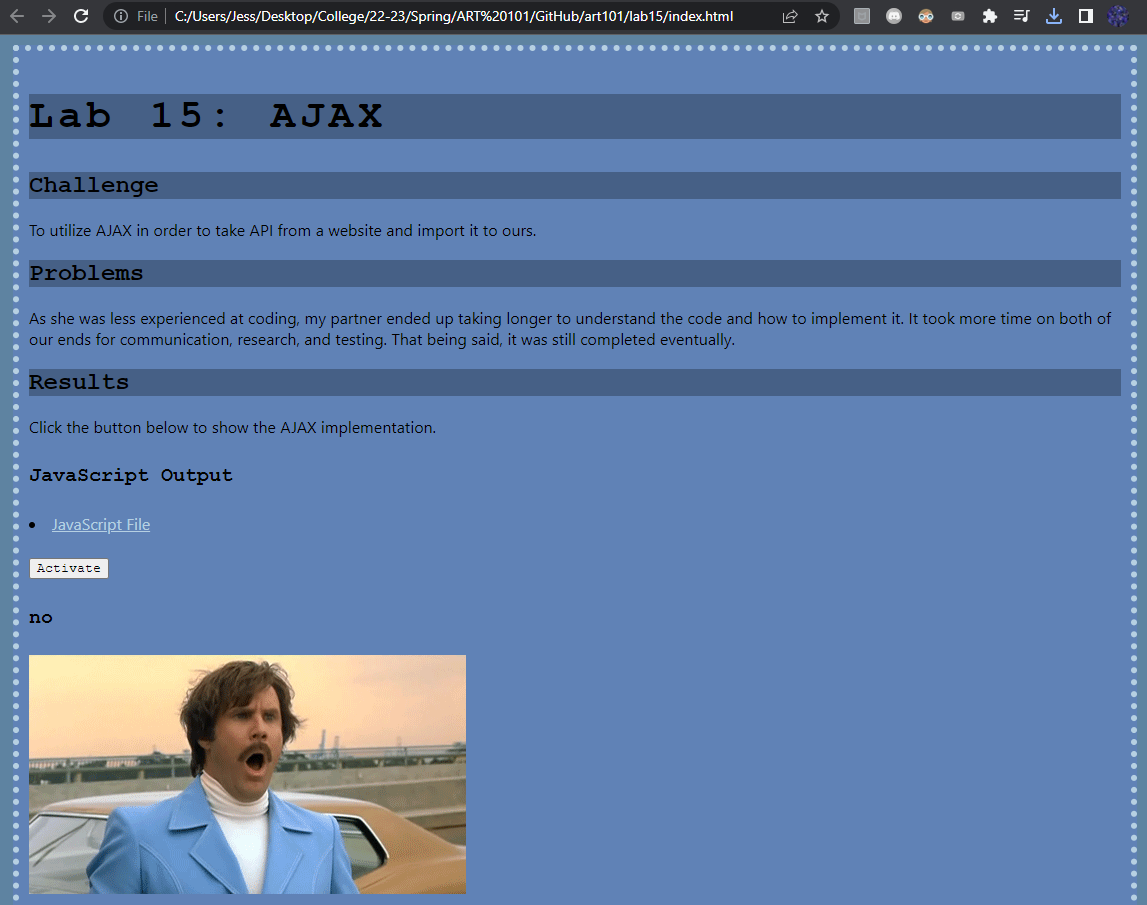 File
C:/Users/Jess/Desktop/College/22-23/Spring/ART%20101/GitHub/art101/lab15/index.html
Lab 15: AJAX
Challenge
To utilize AJAX in order to take API from a website and import it to ours.
Problems
As she was less experienced at coding, my partner ended up taking longer to understand the code and how to implement it. It took more time on both of
our ends for communication, research, and testing. That being said, it was still completed eventually.
Results
Click the button below to show the AJAX implementation.
JavaScript Output
JavaScript File
Activate
no